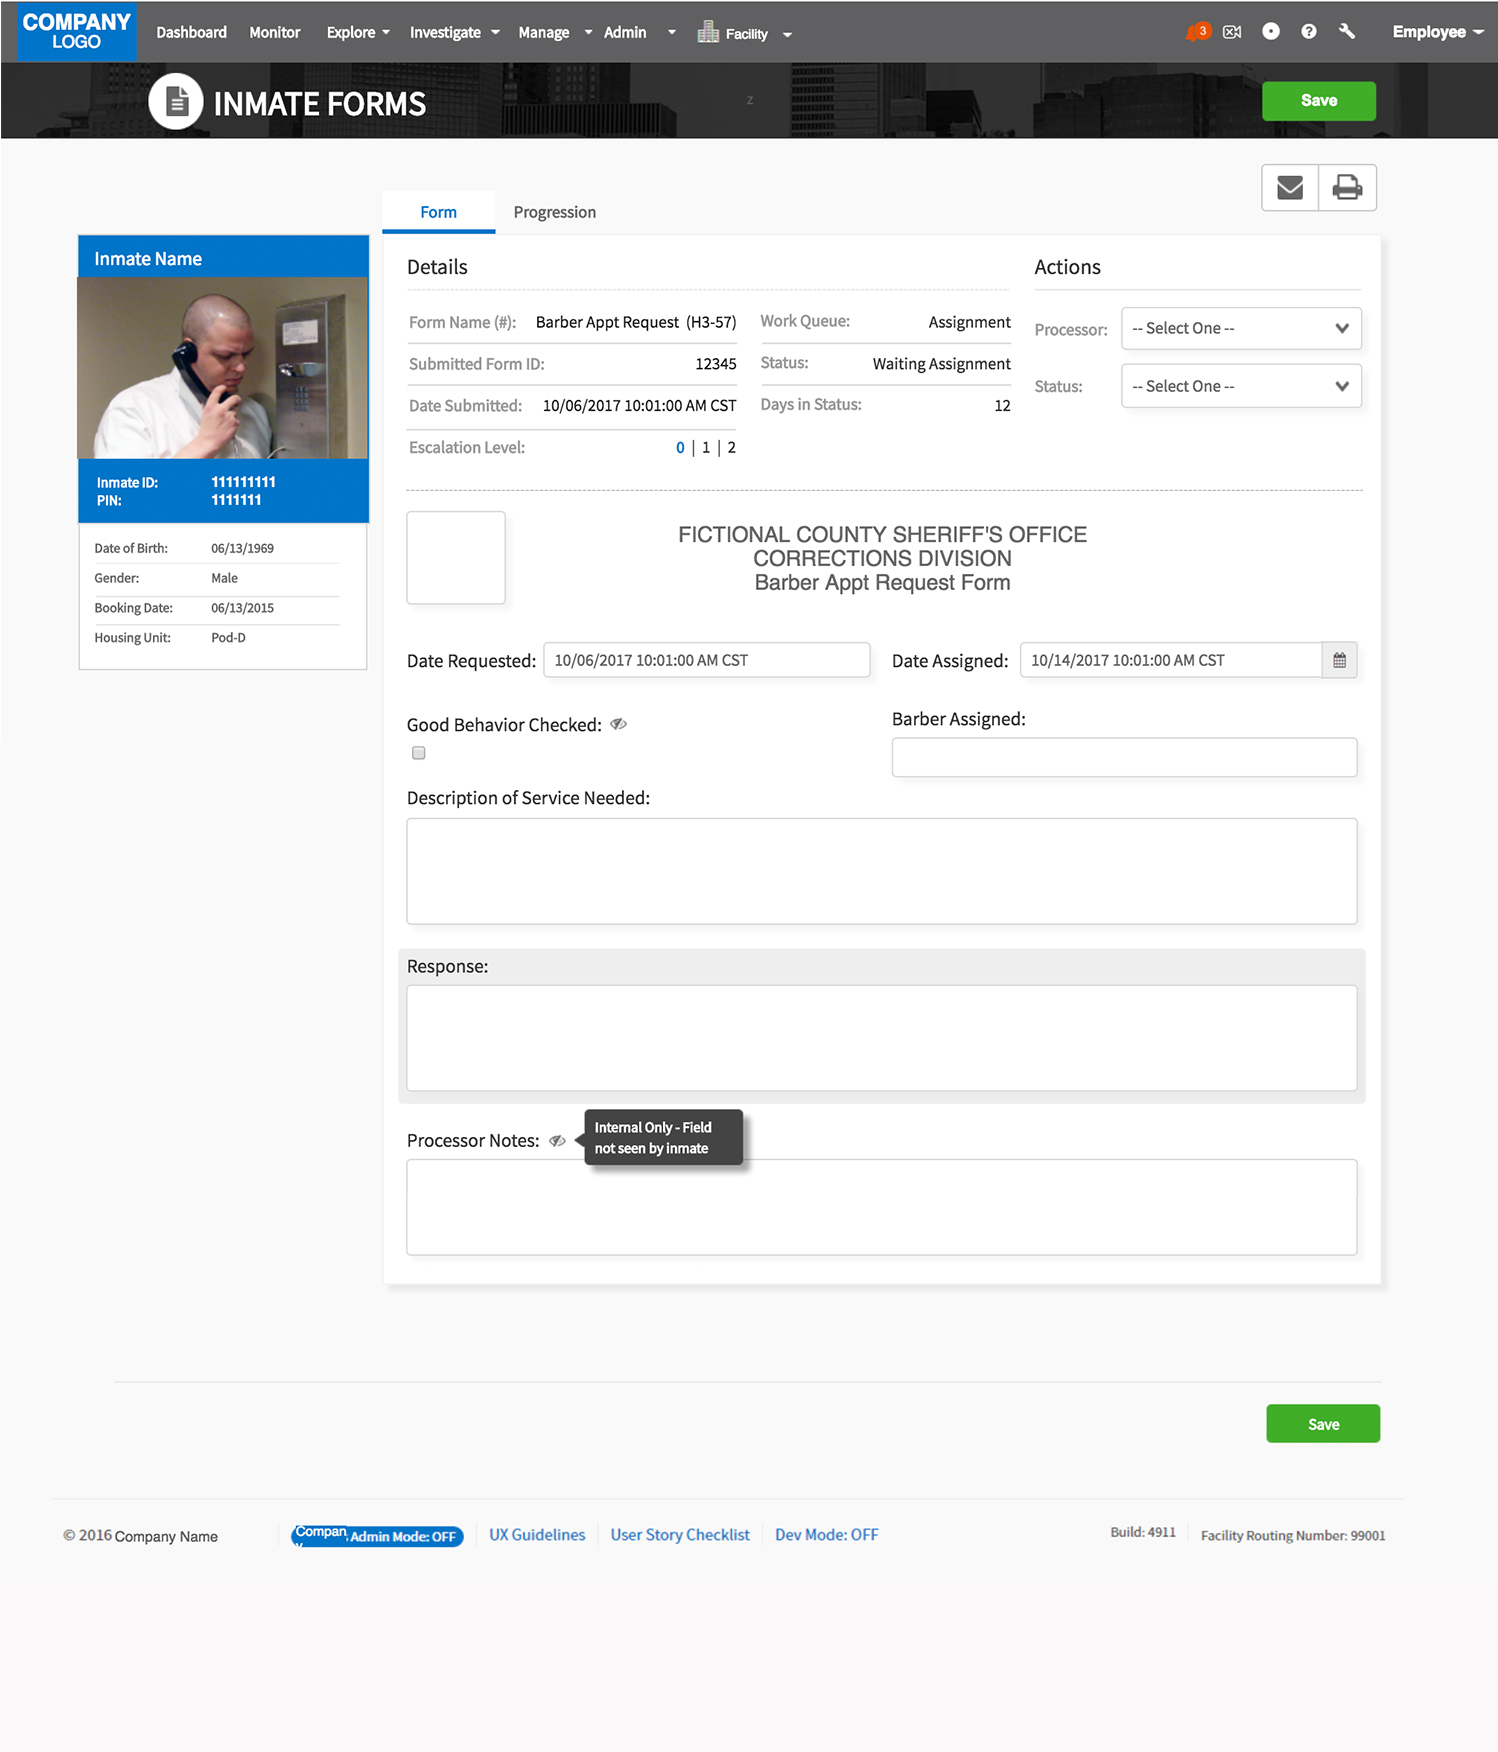 COMPANY
LOGO
Dashboard Monitor Explore Investigate Manage Admin Facility 3 ? Employee
INMATE FORMS
z
Save
Form Progression
Inmate Name
Details
Actions
Form Name (#): Barber Appt Request (H3-57)
Work Queue: Assignment
Processor: -- Select One --
Submitted Form ID: 12345
Status: Waiting Assignment
Status: -- Select One --
Date Submitted: 10/06/2017 10:01:00 AM CST
Days in Status: 12
Escalation Level: 0 | 1 | 2
Inmate ID: 111111111
PIN: 1111111
Date of Birth: 06/13/1969
Gender: Male
Booking Date: 06/13/2015
Housing Unit: Pod-D
FICTIONAL COUNTY SHERIFF'S OFFICE
CORRECTIONS DIVISION
Barber Appt Request Form
Date Requested: 10/06/2017 10:01:00 AM CST
Date Assigned: 10/14/2017 10:01:00 AM CST
Good Behavior Checked:
Barber Assigned:
Description of Service Needed:
Response:
Processor Notes:
Internal Only - Field
not seen by inmate
Save
© 2016 Company Name
Compan
Admin Mode: OFF
UX Guidelines
User Story Checklist
Dev Mode: OFF
Build: 4911
Facility Routing Number: 99001